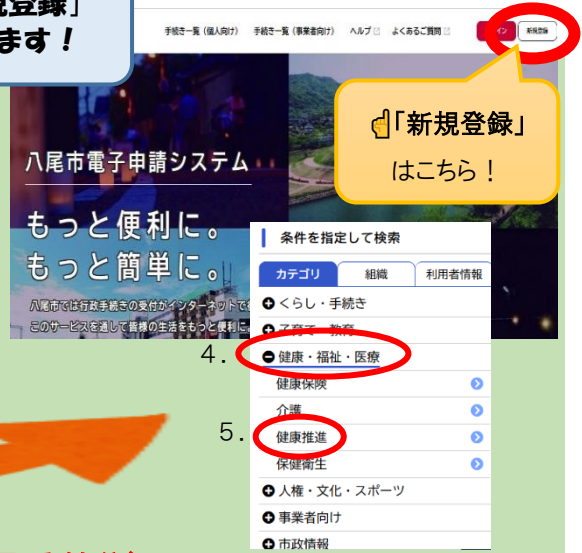 規登録」
ます！
手続き一覧（個人向け） 手続き一覧（事業者向け） ヘルプ よくあるご質問 新規登録
☝「新規登録」
はこちら！
八尾市電子申請システム
もっと便利に。
もっと簡単に。
八尾市では行政手続きの受付がインターネットで
このサービスを通して皆様の生活をもっと便利に
条件を指定して検索
カテゴリ 組織 利用者情報
くらし・手続き
子育て・教育
4．
健康・福祉・医療
健康保険
介護
5．
健康推進
保健衛生
人権・文化・スポーツ
事業者向け
市政情報